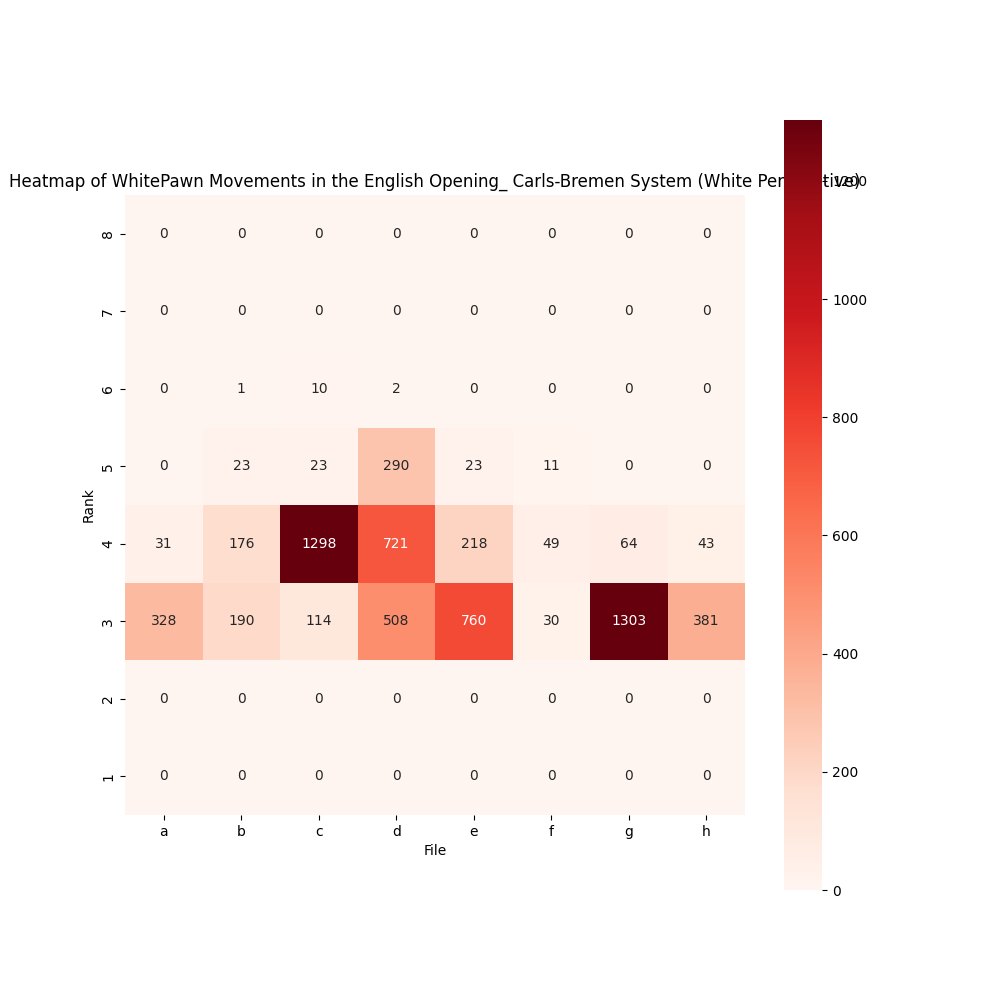 Heatmap of WhitePawn Movements in the English Opening_ Carls-Bremen System (White Per tive)
8 0 0 0 0 0 0 0 0
7 0 0 0 0 0 0 0 0
6 0 1 10 2 0 0 0 0
5 0 23 23 290 23 11 0 0
4 31 176 1298 721 218 49 64 43
3 328 190 114 508 760 30 1303 381
2 0 0 0 0 0 0 0 0
1 0 0 0 0 0 0 0 0
a b c d e f g h
File
Rank
1200
1000
800
600
400
200
0